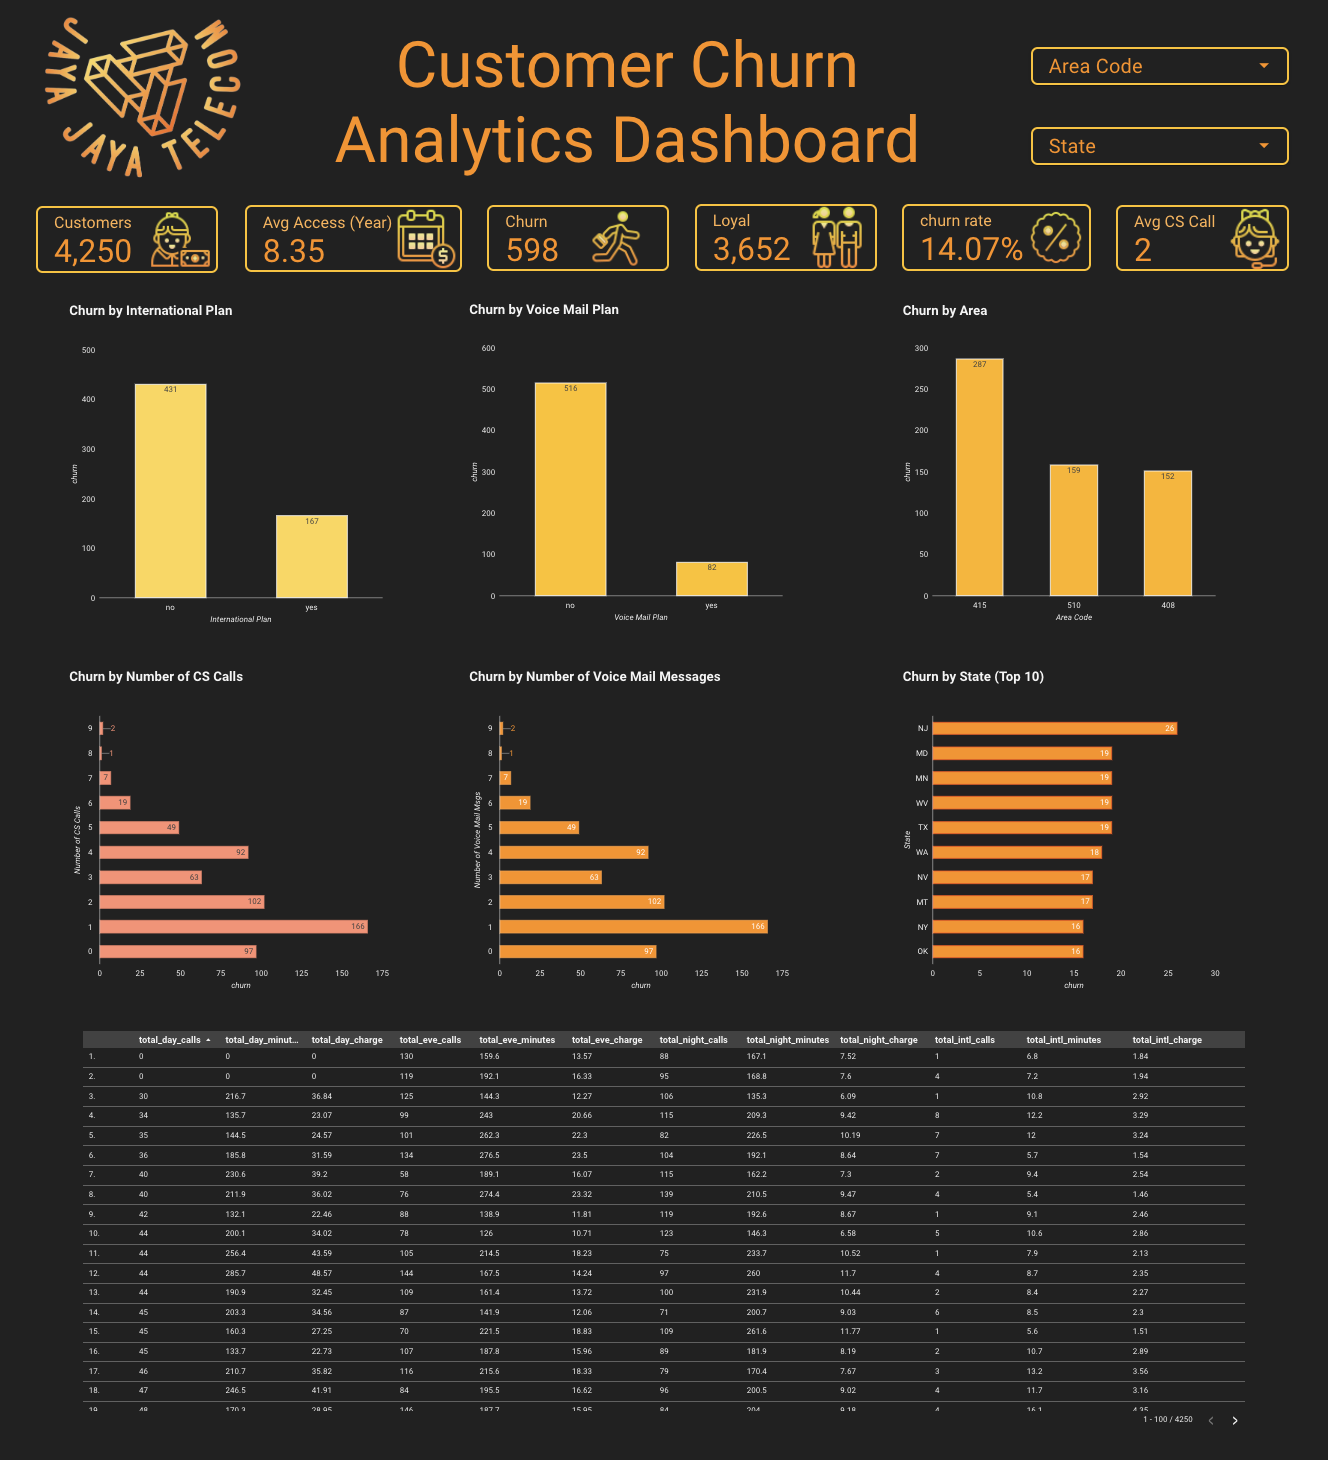 JAYA JAYA TELECOM
Customer Churn
Analytics Dashboard
Area Code
State
Customers
4,250
Avg Access (Year)
8.35
Churn
598
Loyal
3,652
churn rate
14.07%
Avg CS Call
2
Churn by International Plan
500
400
300
200
100
0
churn
431
167
no yes
International Plan
Churn by Voice Mail Plan
600
500
400
300
200
100
0
churn
516
82
no yes
Voice Mail Plan
Churn by Area
300
250
200
150
100
50
0
churn
287
159
152
415 510 408
Area Code
Churn by Number of CS Calls
Number of CS Calls
9 2
8 1
7 7
6 19
5 49
4 92
3 63
2 102
1 166
0 97
0 25 50 75 100 125 150 175
churn
Churn by Number of Voice Mail Messages
Number of Voice Mail Msgs
9 2
8 1
7 7
6 19
5 49
4 92
3 63
2 102
1 166
0 97
0 25 50 75 100 125 150 175
churn
Churn by State (Top 10)
State
NJ 26
MD 19
MN 19
WV 19
TX 19
WA 18
NV 17
MT 17
NY 16
OK 16
0 5 10 15 20 25 30
churn
total_day_calls total_day_minut... total_day_charge total_eve_calls total_eve_minutes total_eve_charge total_night_calls total_night_minutes total_night_charge total_intl_calls total_intl_minutes total_intl_charge
1. 0 0 0 130 159.6 13.57 88 167.1 7.52 1 6.8 1.84
2. 0 0 0 119 192.1 16.33 95 168.8 7.6 4 7.2 1.94
3. 30 216.7 36.84 125 144.3 12.27 106 135.3 6.09 1 10.8 2.92
4. 34 135.7 23.07 99 243 20.66 115 209.3 9.42 8 12.2 3.29
5. 35 144.5 24.57 101 262.3 22.3 82 226.5 10.19 7 12 3.24
6. 36 185.8 31.59 134 276.5 23.5 104 192.1 8.64 7 5.7 1.54
7. 40 230.6 39.2 58 189.1 16.07 115 162.2 7.3 2 9.4 2.54
8. 40 211.9 36.02 76 274.4 23.32 139 210.5 9.47 4 5.4 1.46
9. 42 132.1 22.46 88 138.9 11.81 119 192.6 8.67 1 9.1 2.46
10. 44 200.1 34.02 78 126 10.71 123 146.3 6.58 5 10.6 2.86
11. 44 256.4 43.59 105 214.5 18.23 75 233.7 10.52 1 7.9 2.13
12. 44 285.7 48.57 144 167.5 14.24 97 260 11.7 4 8.7 2.35
13. 44 190.9 32.45 109 161.4 13.72 100 231.9 10.44 2 8.4 2.27
14. 45 203.3 34.56 87 141.9 12.06 71 200.7 9.03 6 8.5 2.3
15. 45 160.3 27.25 70 221.5 18.83 109 261.6 11.77 1 5.6 1.51
16. 45 133.7 22.73 107 187.8 15.96 89 181.9 8.19 2 10.7 2.89
17. 46 210.7 35.82 116 215.6 18.33 79 170.4 7.67 3 13.2 3.56
18. 47 246.5 41.91 84 195.5 16.62 96 200.5 9.02 4 11.7 3.16
1 - 100 / 4250